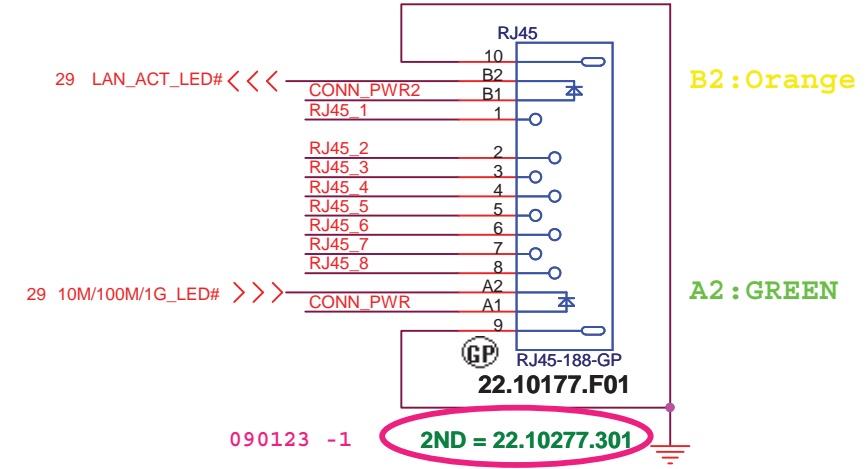 RJ45
10
29 LAN_ACT_LED# B2 B2:Orange
CONN_PWR2 B1
RJ45_1 1
RJ45_2 2
RJ45_3 3
RJ45_4 4
RJ45_5 5
RJ45_6 6
RJ45_7 7
RJ45_8 8
29 10M/100M/1G_LED# A2 A2:GREEN
CONN_PWR A1
9
GP RJ45-188-GP
22.10177.F01
090123 -1 2ND = 22.10277.301